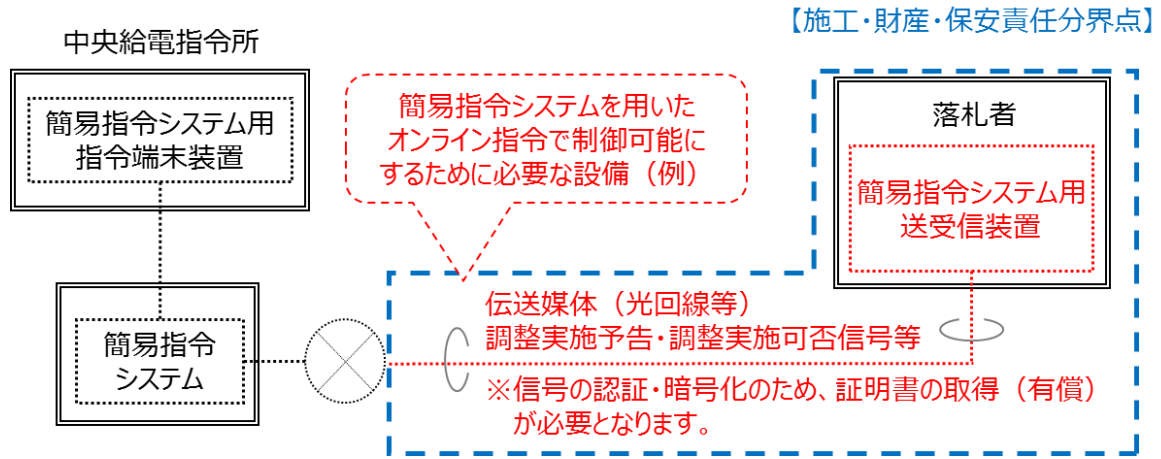 【施工・財産・保安責任分界点】
中央給電指令所
簡易指令システム用
指令端末装置
簡易指令システムを用いた
オンライン指令で制御可能に
するために必要な設備（例）
落札者
簡易指令システム用
送受信装置
簡易指令
システム
伝送媒体（光回線等）
調整実施予告・調整実施可否信号等
※信号の認証・暗号化のため、証明書の取得（有償）
が必要となります。